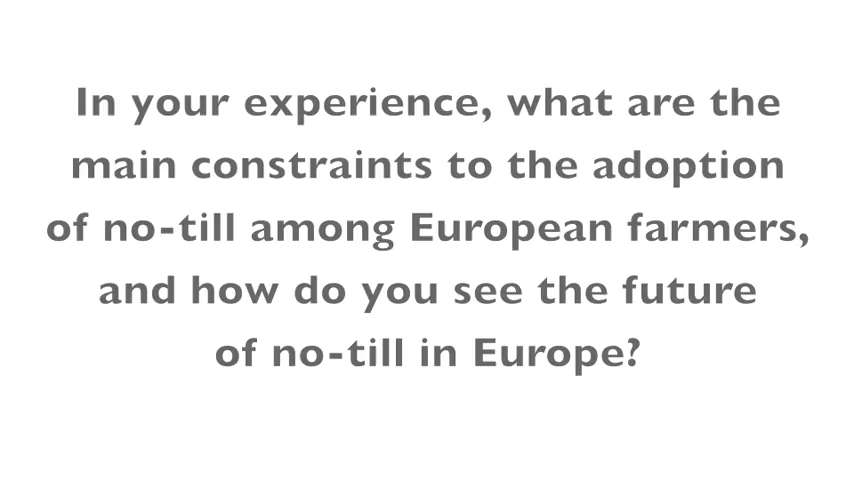 In your experience, what are the
main constraints to the adoption
of no-till among European farmers,
and how do you see the future
of no-till in Europe?